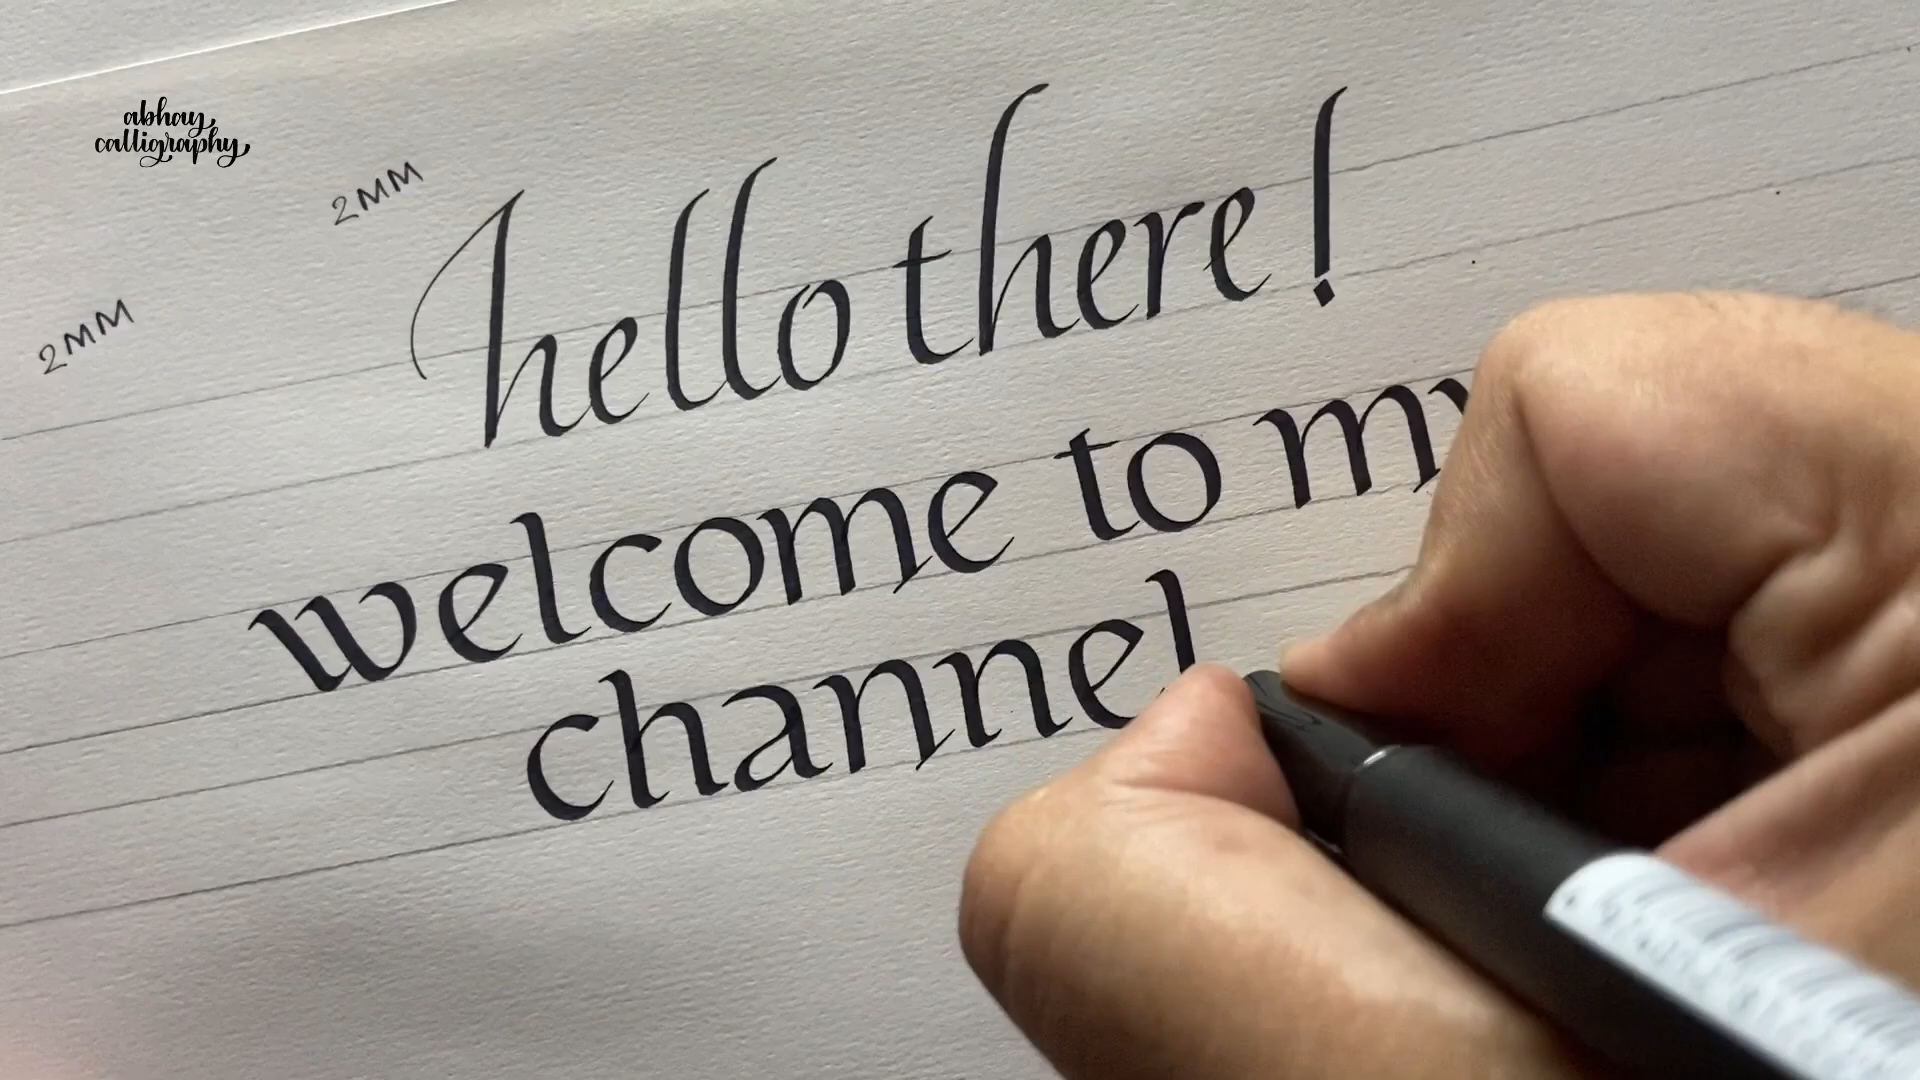 abhay
calligraphy
2MM
hello there!
2MM
welcome to my
channel